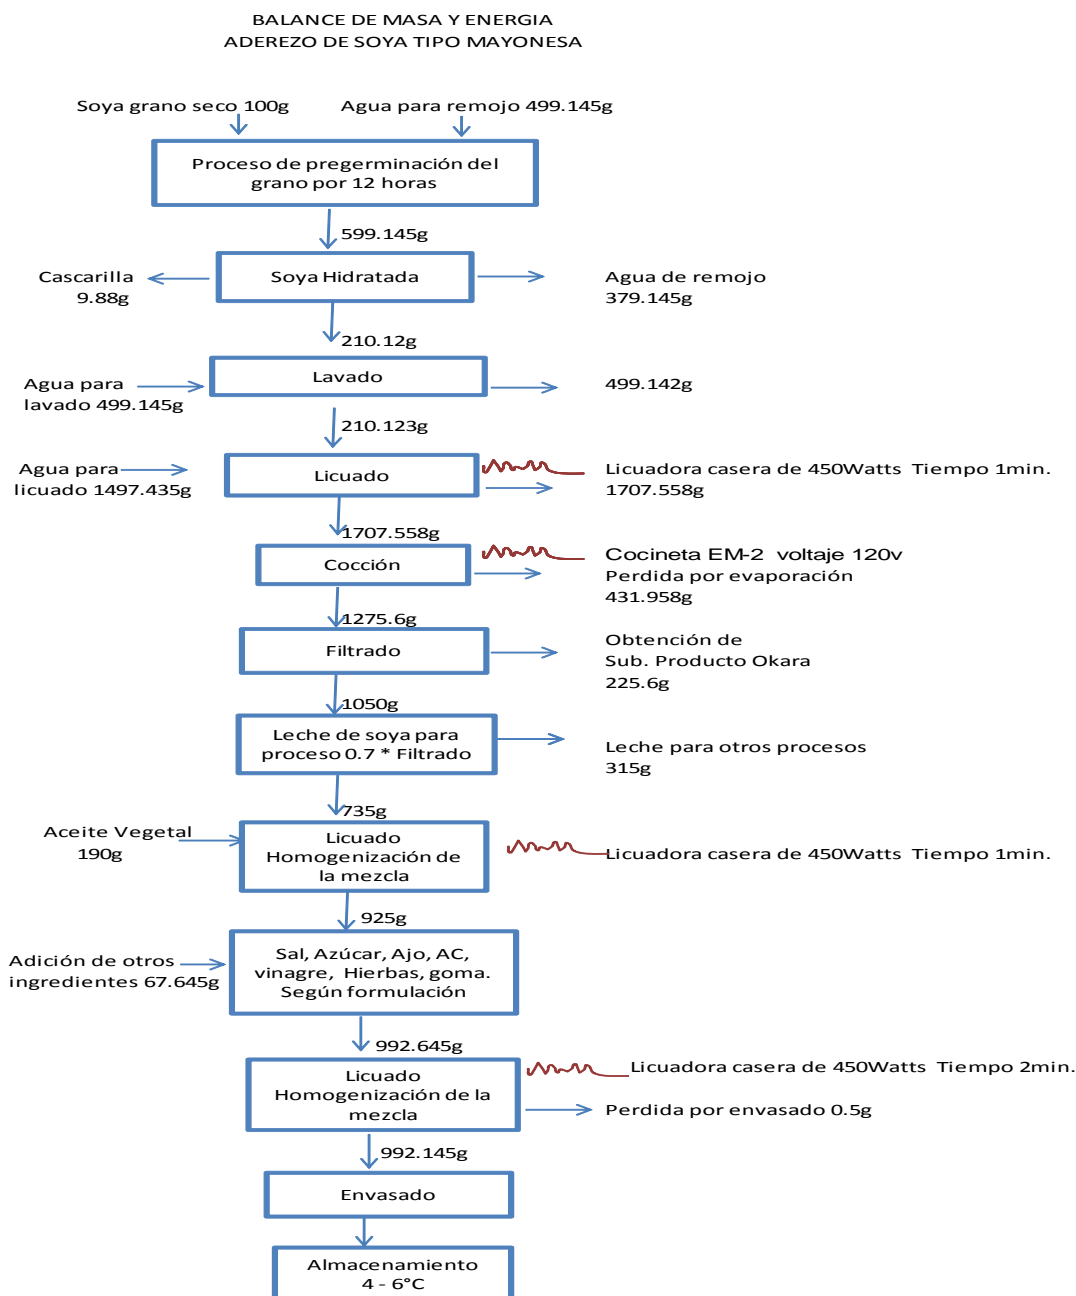 BALANCE DE MASA Y ENERGIA
ADEREZO DE SOYA TIPO MAYONESA
Soya grano seco 100g
Agua para remojo 499.145g
Proceso de pregerminación del
grano por 12 horas
599.145g
Cascarilla
9.88g
Soya Hidratada
Agua de remojo
379.145g
210.12g
Agua para
lavado 499.145g
Lavado
499.142g
210.123g
Agua para
licuado 1497.435g
Licuado
Licuadora casera de 450Watts Tiempo 1min.
1707.558g
1707.558g
Cocción
Cocineta EM-2 voltaje 120v
Perdida por evaporación
431.958g
1275.6g
Filtrado
Obtención de
Sub. Producto Okara
225.6g
1050g
Leche de soya para
proceso 0.7 * Filtrado
Leche para otros procesos
315g
735g
Aceite Vegetal
190g
Licuado
Homogenización de
la mezcla
Licuadora casera de 450Watts Tiempo 1min.
925g
Adición de otros
ingredientes 67.645g
Sal, Azúcar, Ajo, AC,
vinagre, Hierbas, goma.
Según formulación
992.645g
Licuado
Homogenización de la
mezcla
Licuadora casera de 450Watts Tiempo 2min.
Perdida por envasado 0.5g
992.145g
Envasado
Almacenamiento
4 - 6°C